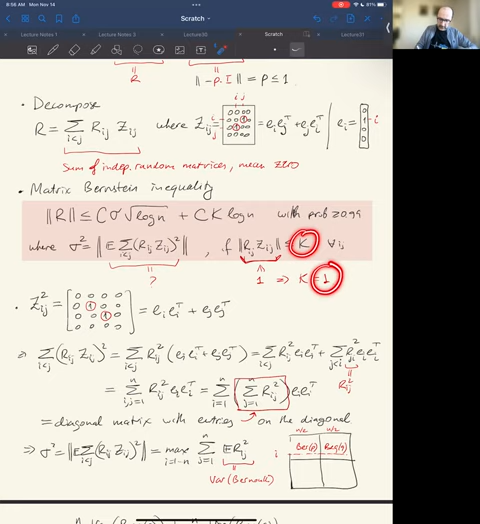 8:56 AM Mon Nov 14
91%
Scratch
Lecture Notes 1
Lecture Notes 3
Lecture30
Scratch
Lecture31
R
‖-p·I‖ = p ≤ 1
• Decompose
R = Σ_{i<j} R_ij Z_ij where Z_ij = = e_i e_j^T + e_j e_i^T | e_i =
Sum of indep. random matrices, mean zero
• Matrix Bernstein inequality
‖R‖ ≤ Cσ√logn + CK logn with prob 0.99
where σ² = ‖E Σ_{i<j} (R_ij Z_ij)²‖ , if ‖R_ij Z_ij‖ ≤ K ∀ij
? 1 ⇒ K = 1
• Z_ij² = = e_i e_i^T + e_j e_j^T
⇒ Σ_{i<j} (R_ij Z_ij)² = Σ_{i<j} R_ij² (e_i e_i^T + e_j e_j^T) = Σ_{i<j} R_ij² e_i e_i^T + Σ_{j<i} R_ji² e_i e_i^T
R_ij²
= Σ_{i,j=1}^n R_ij² e_i e_i^T = Σ_{i=1}^n (Σ_{j=1}^n R_ij²) e_i e_i^T
= diagonal matrix with entries on the diagonal
n/2 n/2
⇒ σ² = ‖E Σ_{i<j} (R_ij Z_ij)²‖ = max_{i=1-n} Σ_{j=1}^n E R_ij² i Ber(p) Ber(q)
Var(Bernoulli)